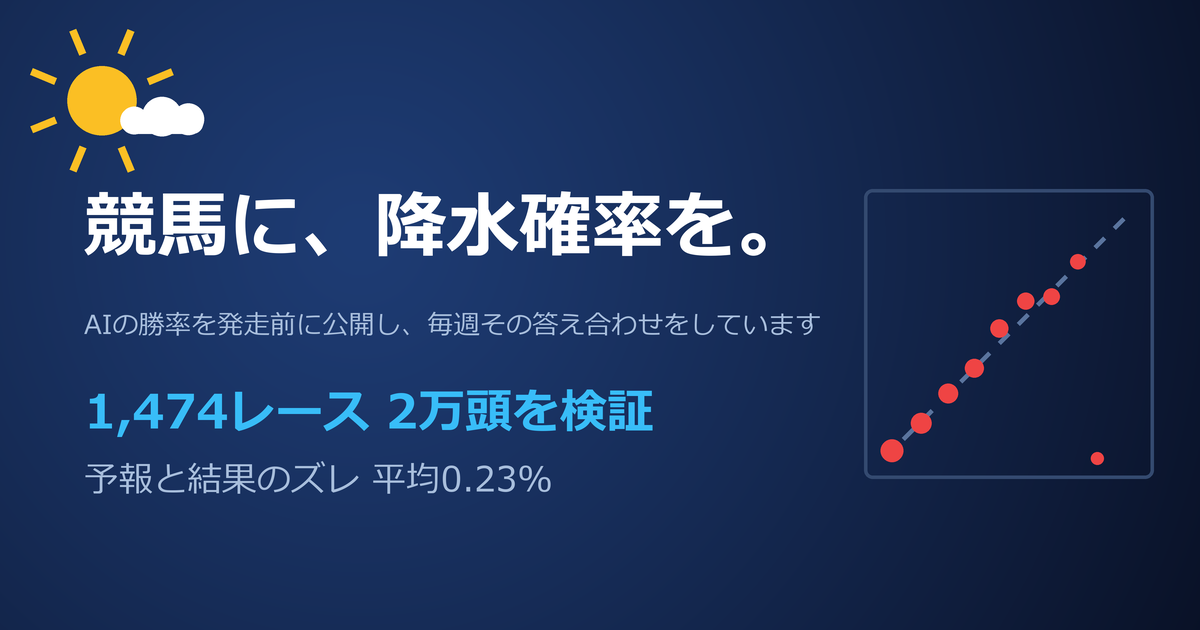 競馬に、降水確率を。
AIの勝率を発走前に公開し、毎週その答え合わせをしています
1,474レース 2万頭を検証
予報と結果のズレ 平均0.23%